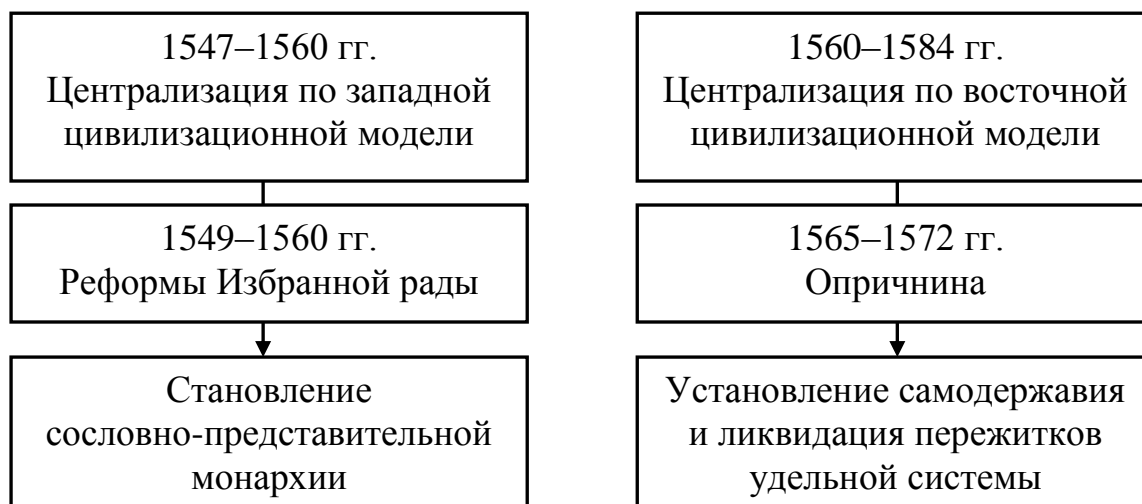 1547–1560 гг.
Централизация по западной
цивилизационной модели
1549–1560 гг.
Реформы Избранной рады
Становление
сословно-представительной
монархии
1560–1584 гг.
Централизация по восточной
цивилизационной модели
1565–1572 гг.
Опричнина
Установление самодержавия
и ликвидация пережитков
удельной системы